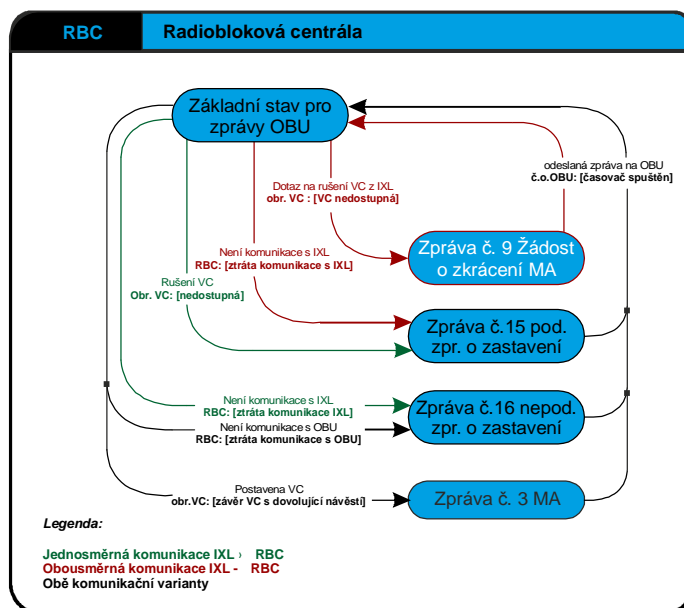 RBC
Radiobloková centrála
Základní stav pro
zprávy OBU
odeslaná zpráva na OBU
č.o.OBU: [časovač spuštěn]
Dotaz na rušení VC z IXL
obr. VC : [VC nedostupná]
Zpráva č. 9 Žádost
o zkrácení MA
Není komunikace s IXL
RBC: [ztráta komunikace s IXL]
Rušení VC
Obr. VC: [nedostupná]
Zpráva č.15 pod.
zpr. o zastavení
Není komunikace s IXL
RBC: [ztráta komunikace IXL]
Není komunikace s OBU
RBC: [ztráta komunikace s OBU]
Zpráva č.16 nepod.
zpr. o zastavení
Postavena VC
obr.VC: [závěr VC s dovolující návěstí]
Zpráva č. 3 MA
Legenda:
Jednosměrná komunikace IXL › RBC
Obousměrná komunikace IXL - RBC
Obě komunikační varianty